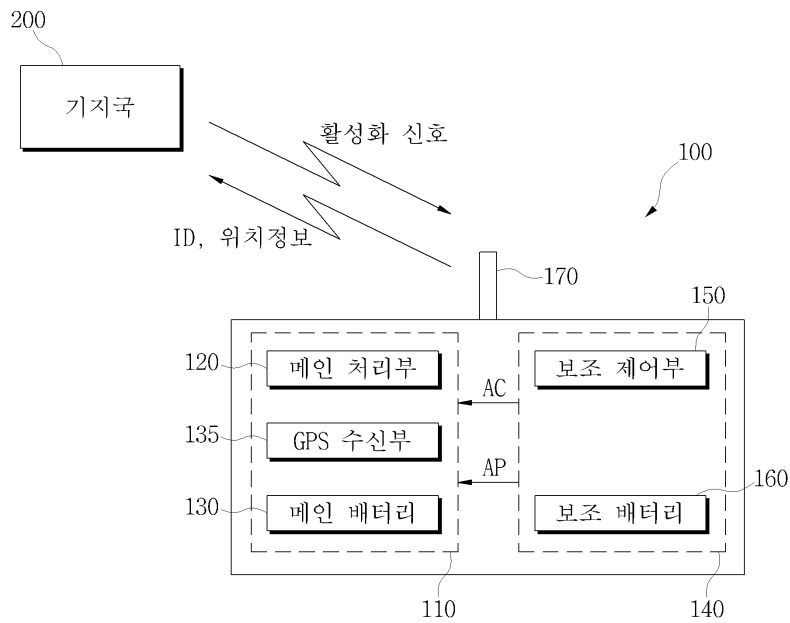 200
기지국
활성화 신호
100
ID, 위치정보
170
150
120
메인 처리부
보조 제어부
AC
135
GPS 수신부
AP
160
130
메인 배터리
보조 배터리
110
140